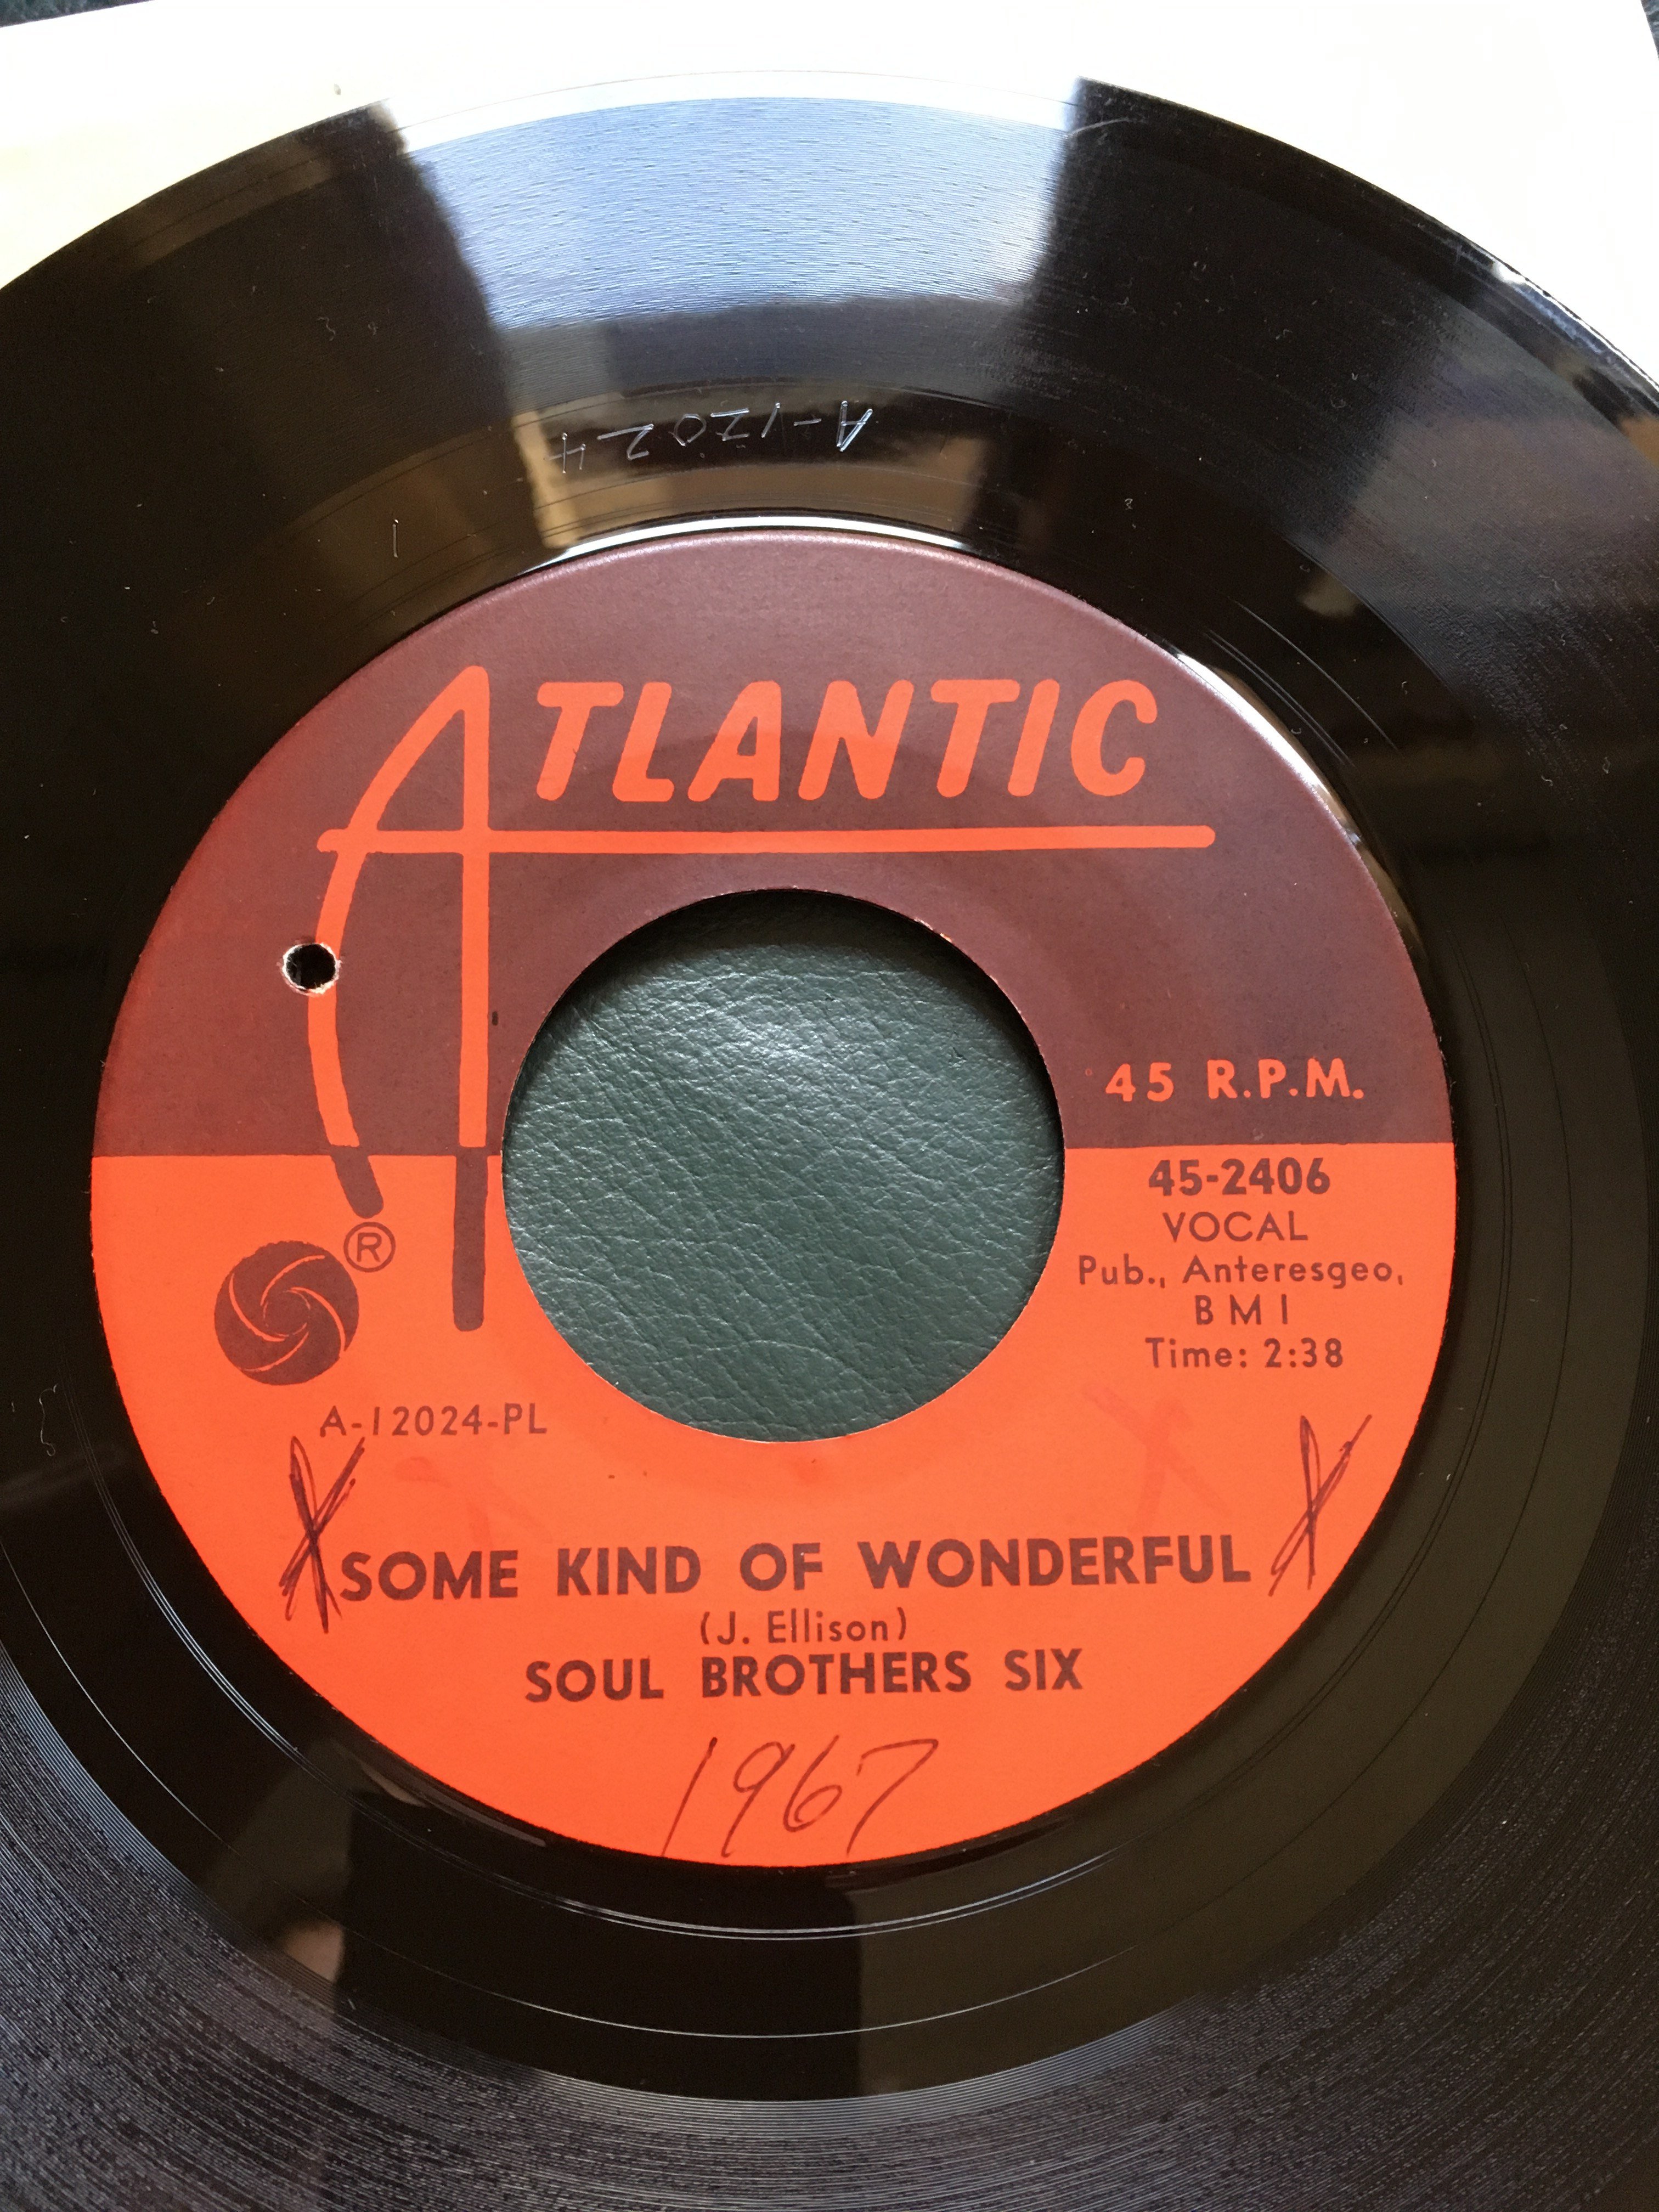 A-12024
ATLANTIC
45 R.P.M.
45-2406
VOCAL
Pub., Anteresgeo,
BMI
Time: 2:38
®
A-12024-PL
SOME KIND OF WONDERFUL
(J. Ellison)
SOUL BROTHERS SIX
1967